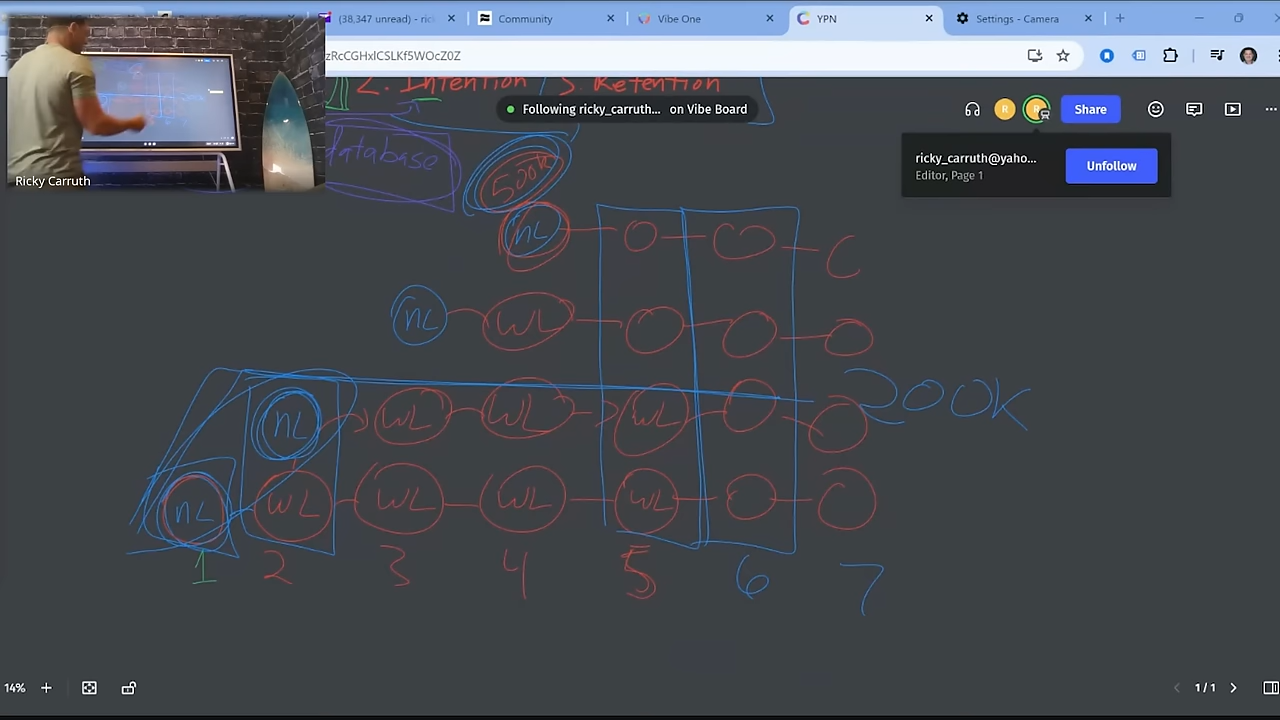 (38,347 unread) - rick
Community
Vibe One
YPN
Settings - Camera
zRcCGHxlCSLKf5WOcZ0Z
2. Intention
3. Retention
Following ricky_carruth... on Vibe Board
R
R
Share
ricky_carruth@yaho...
Editor, Page 1
Unfollow
Ricky Carruth
database
500K
nL
nL WL
nL WL WL WL
200K
nL WL WL WL WL
1 2 3 4 5 6 7
14%
1 / 1